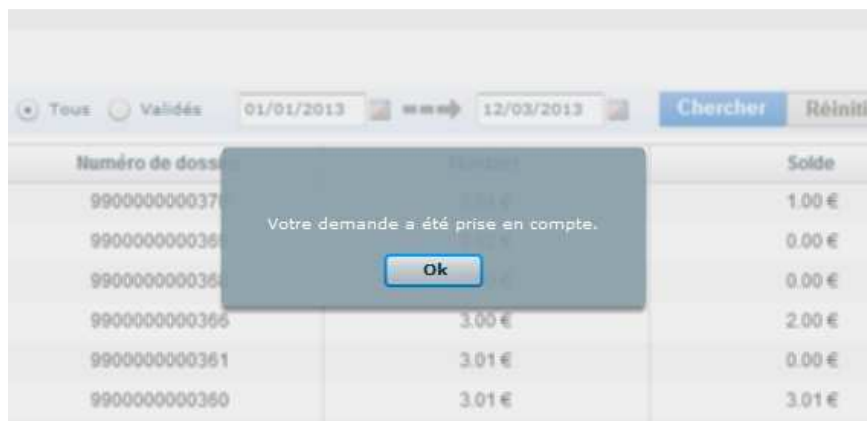 Tous Validés 01/01/2013 12/03/2013 Chercher
Numéro de Solde
1.00 €
Votre demande a été prise en compte.
0.00 €
Ok
0.00 €
9900000000366 3.00 € 2.00 €
9900000000361 3.01 € 0.00 €
9900000000360 3.01 € 3.01 €